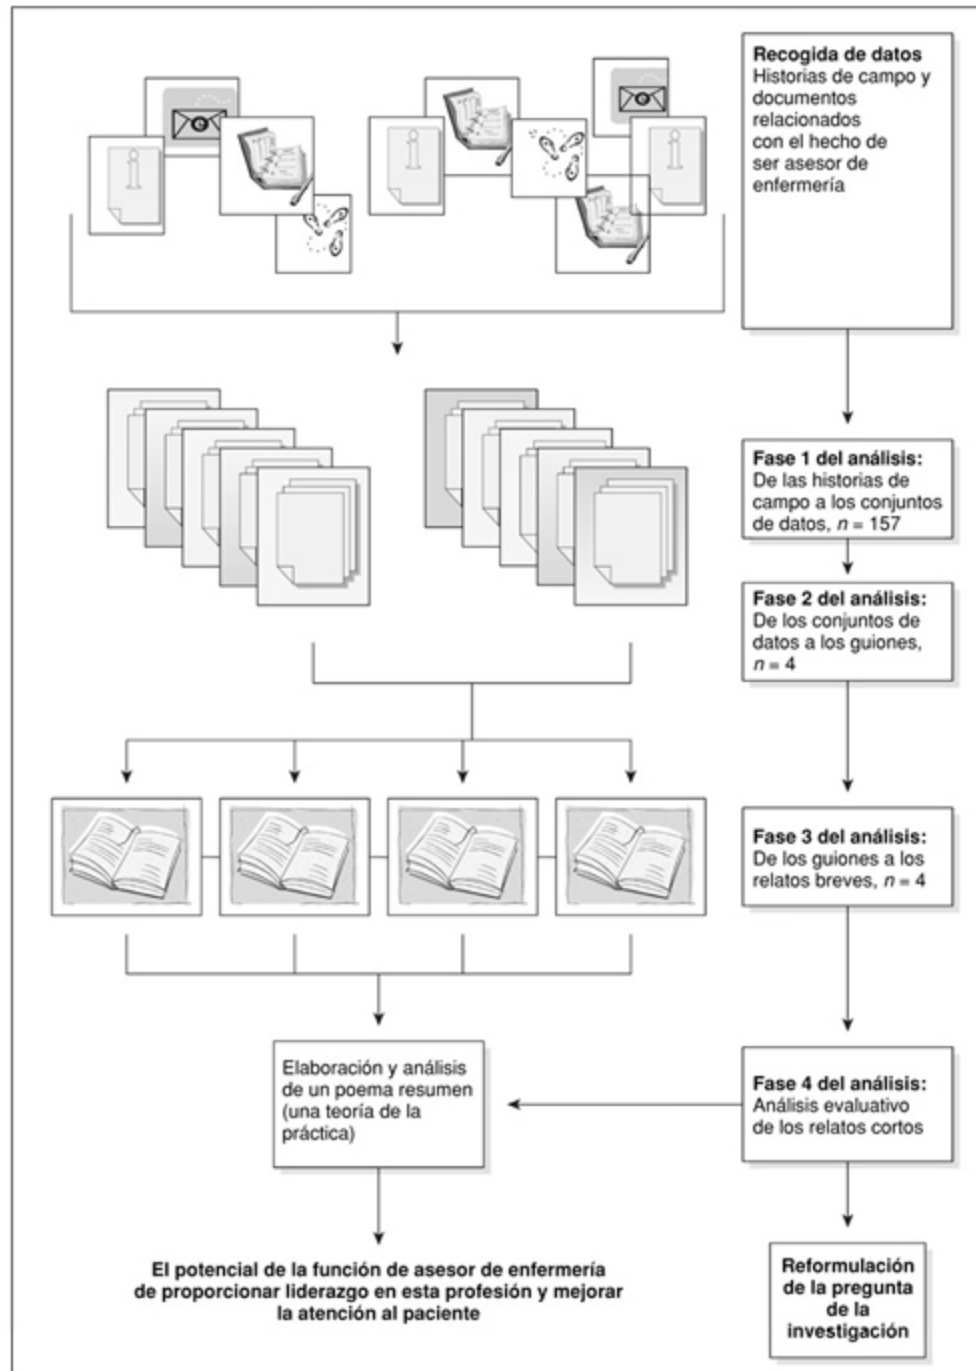 Recogida de datos
Historias de campo y
documentos
relacionados
con el hecho de
ser asesor de
enfermería
Fase 1 del análisis:
De las historias de
campo a los conjuntos
de datos, n = 157
Fase 2 del análisis:
De los conjuntos de
datos a los guiones,
n = 4
Fase 3 del análisis:
De los guiones a los
relatos breves, n = 4
Elaboración y análisis
de un poema resumen
(una teoría de la
práctica)
Fase 4 del análisis:
Análisis evaluativo
de los relatos cortos
El potencial de la función de asesor de enfermería
de proporcionar liderazgo en esta profesión y mejorar
la atención al paciente
Reformulación
de la pregunta
de la
investigación